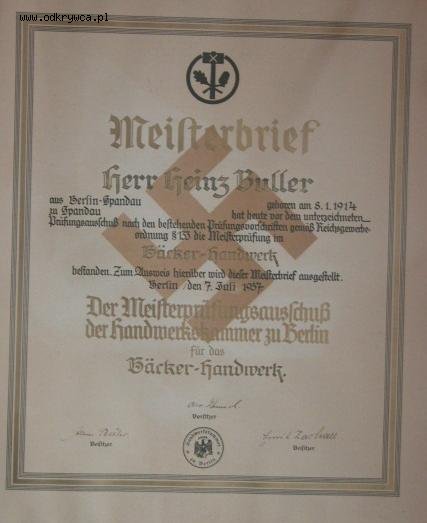 www.odkrywca.pl
Meisterbrief
Herr Heinz Buller
aus Berlin-Spandau geboren am 8.1.1914
zu Spandau hat heute vor dem unterzeichneten
Prüfungsausschuß nach den bestehenden Prüfungsvorschriften gemäß Reichsgewerbe-
ordnung § 133 die Meisterprüfung im
Bäcker-Handwerk
bestanden. Zum Ausweis hierüber wird dieser Meisterbrief ausgestellt.
Berlin, den 7. Juli 1937
Der Meisterprüfungsausschuß
der Handwerkskammer zu Berlin
für das
Bäcker-Handwerk.
Vorsitzer
Beisitzer
Beisitzer